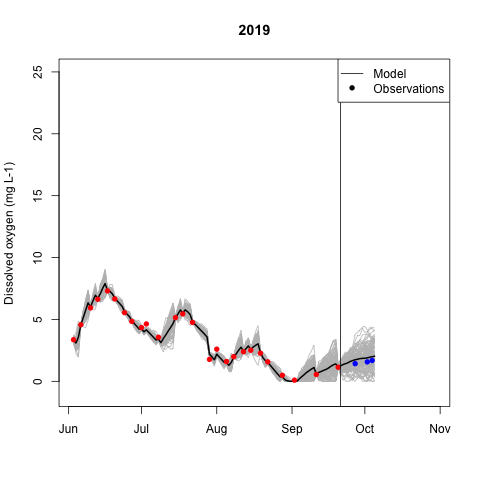 2019
Model
Observations
Dissolved oxygen (mg L-1)
25
20
15
10
5
0
Jun Jul Aug Sep Oct Nov